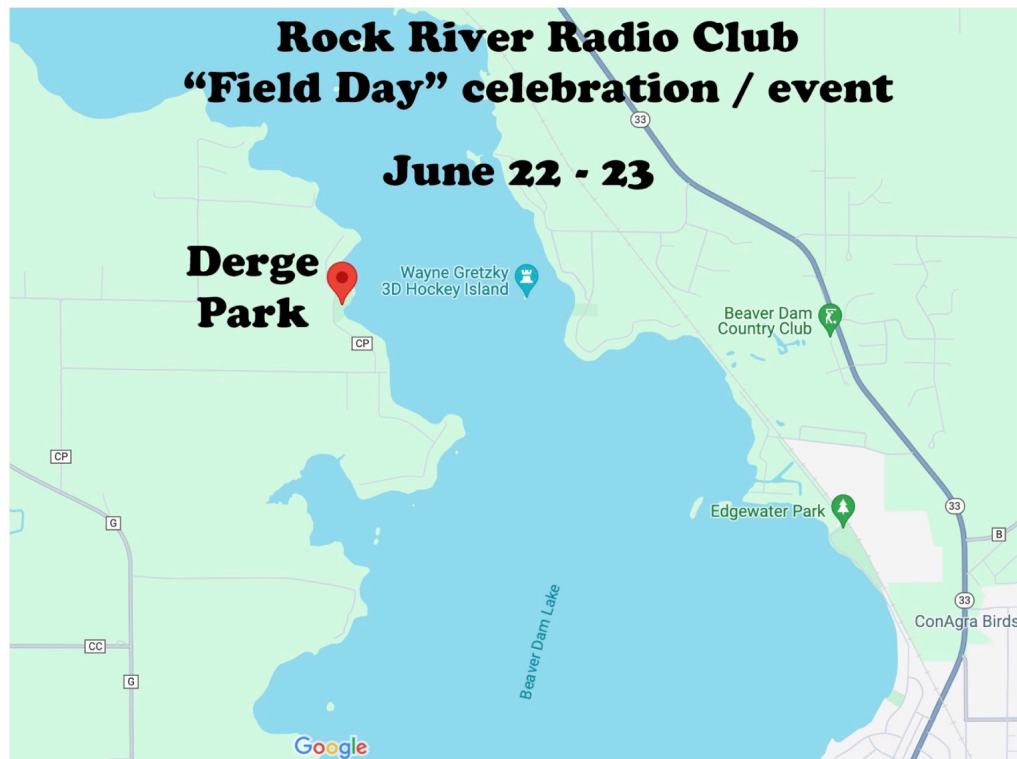 Rock River Radio Club
“Field Day” celebration / event
33
June 22 - 23
Derge
Park
Wayne Gretzky
3D Hockey Island
Beaver Dam
Country Club
CP
CP
33
Edgewater Park
G
B
33
ConAgra Birds
Beaver Dam Lake
CC
G
Google